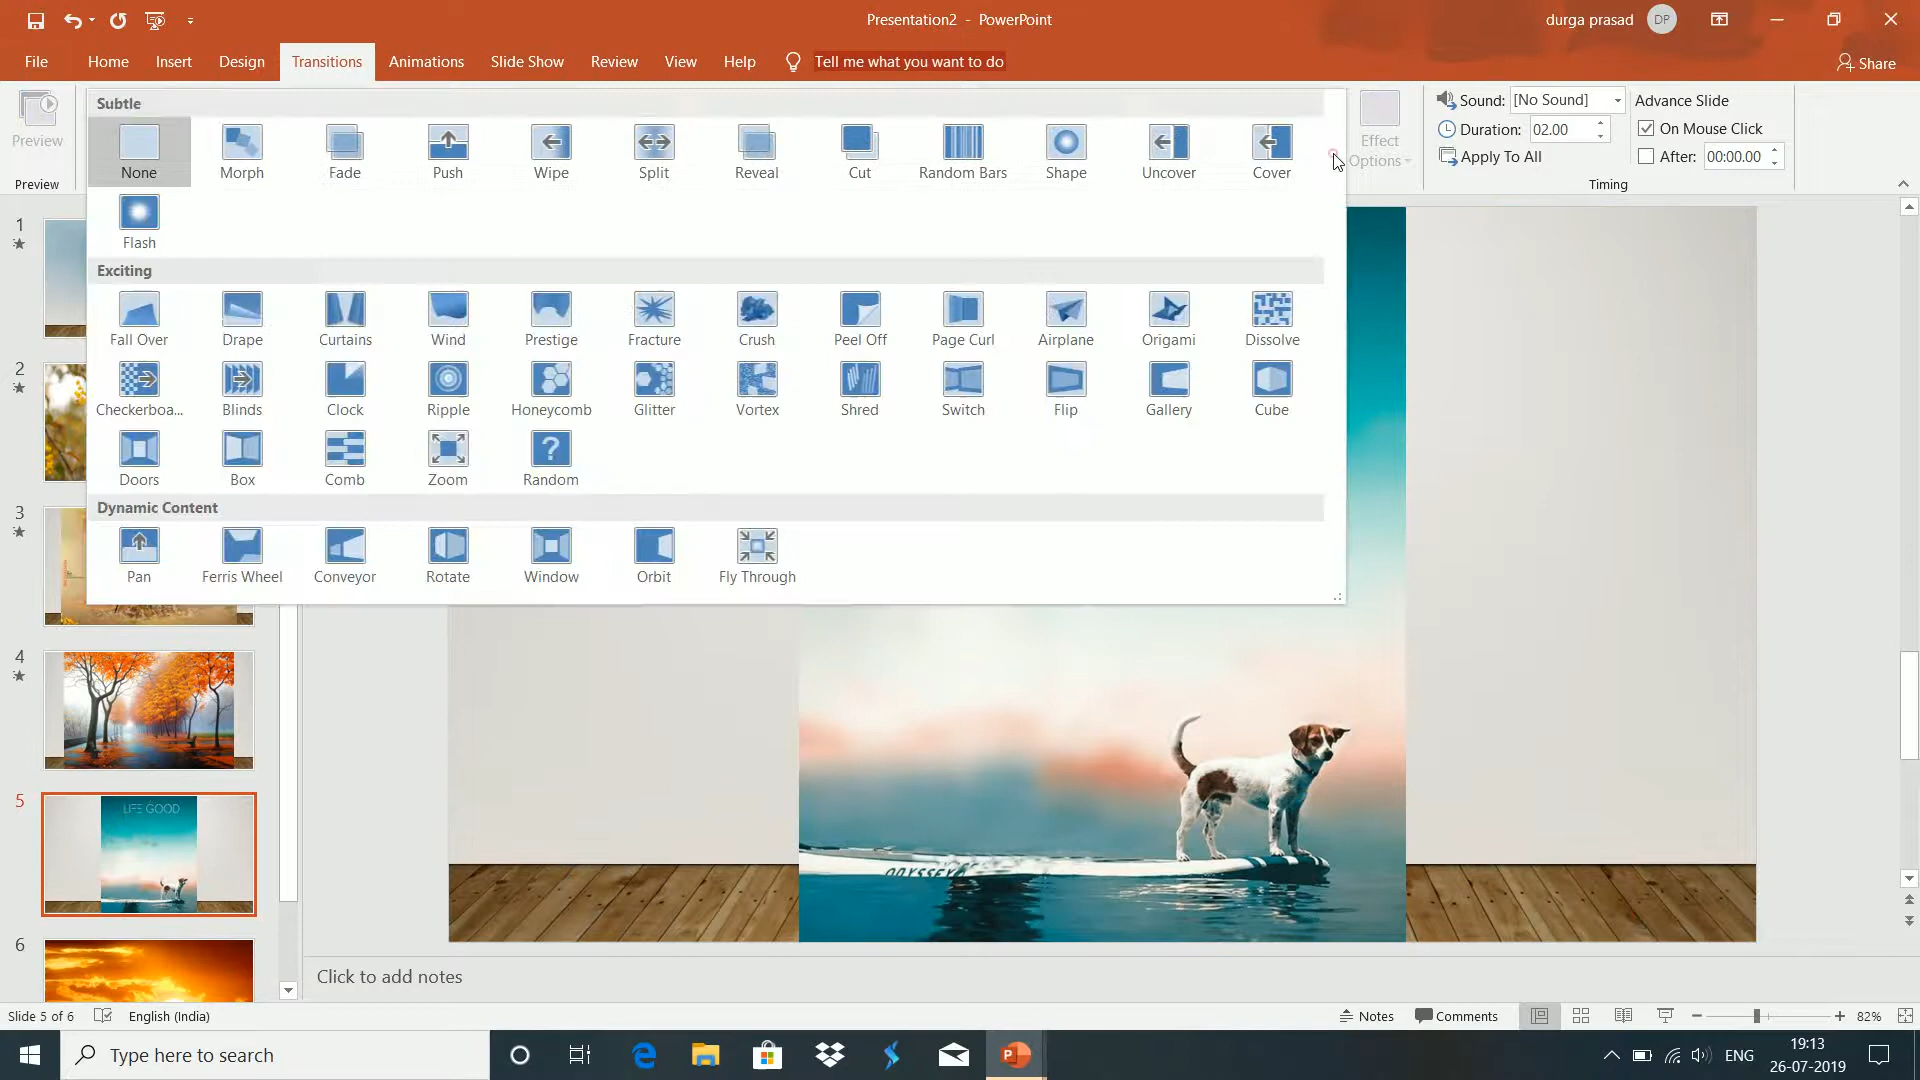 Presentation2 - PowerPoint
durga prasad DP
File Home Insert Design Transitions Animations Slide Show Review View Help Tell me what you want to do Share
Preview
Preview
Subtle
None Morph Fade Push Wipe Split Reveal Cut Random Bars Shape Uncover Cover
Flash
Exciting
Fall Over Drape Curtains Wind Prestige Fracture Crush Peel Off Page Curl Airplane Origami Dissolve
Checkerboa... Blinds Clock Ripple Honeycomb Glitter Vortex Shred Switch Flip Gallery Cube
Doors Box Comb Zoom Random
Dynamic Content
Pan Ferris Wheel Conveyor Rotate Window Orbit Fly Through
Effect
Options
Sound: [No Sound] Advance Slide
Duration: 02.00 On Mouse Click
Apply To All After: 00:00.00
Timing
1
2
3
4
5
LIFE GOOD
6
ODYSSEY
Click to add notes
Slide 5 of 6 English (India) Notes Comments 82%
Type here to search
ENG
19:13
26-07-2019